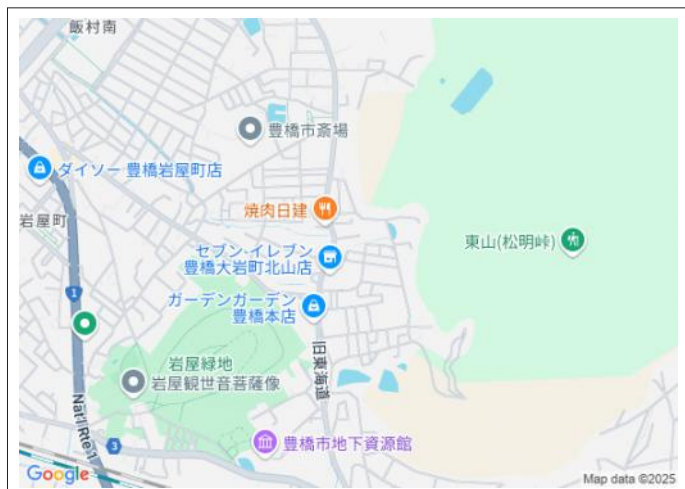 飯村南
豊橋市斎場
ダイソー 豊橋岩屋町店
焼肉日建
岩屋町
東山(松明峠)
セブン-イレブン
豊橋大岩町北山店
1
ガーデンガーデン
豊橋本店
旧東海道
岩屋緑地
岩屋観世音菩薩像
Nat'l Rte 1
3
豊橋市地下資源館
Google
Map data ©2025